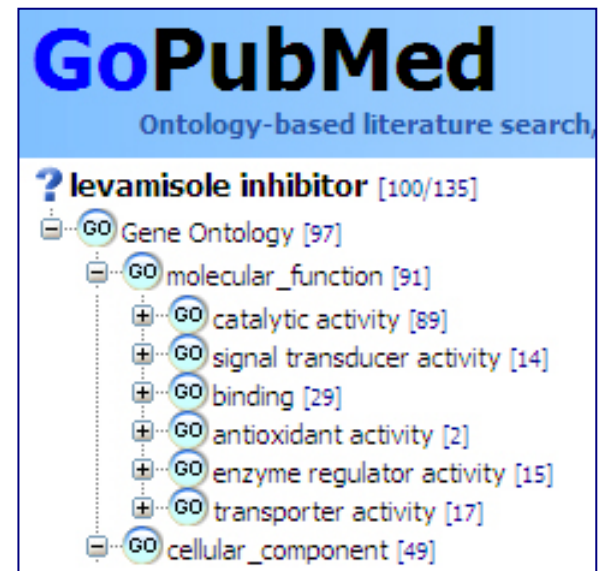 GoPubMed
Ontology-based literature search,
? levamisole inhibitor [100/135]
GO Gene Ontology [97]
GO molecular_function [91]
GO catalytic activity [89]
GO signal transducer activity [14]
GO binding [29]
GO antioxidant activity [2]
GO enzyme regulator activity [15]
GO transporter activity [17]
GO cellular_component [49]